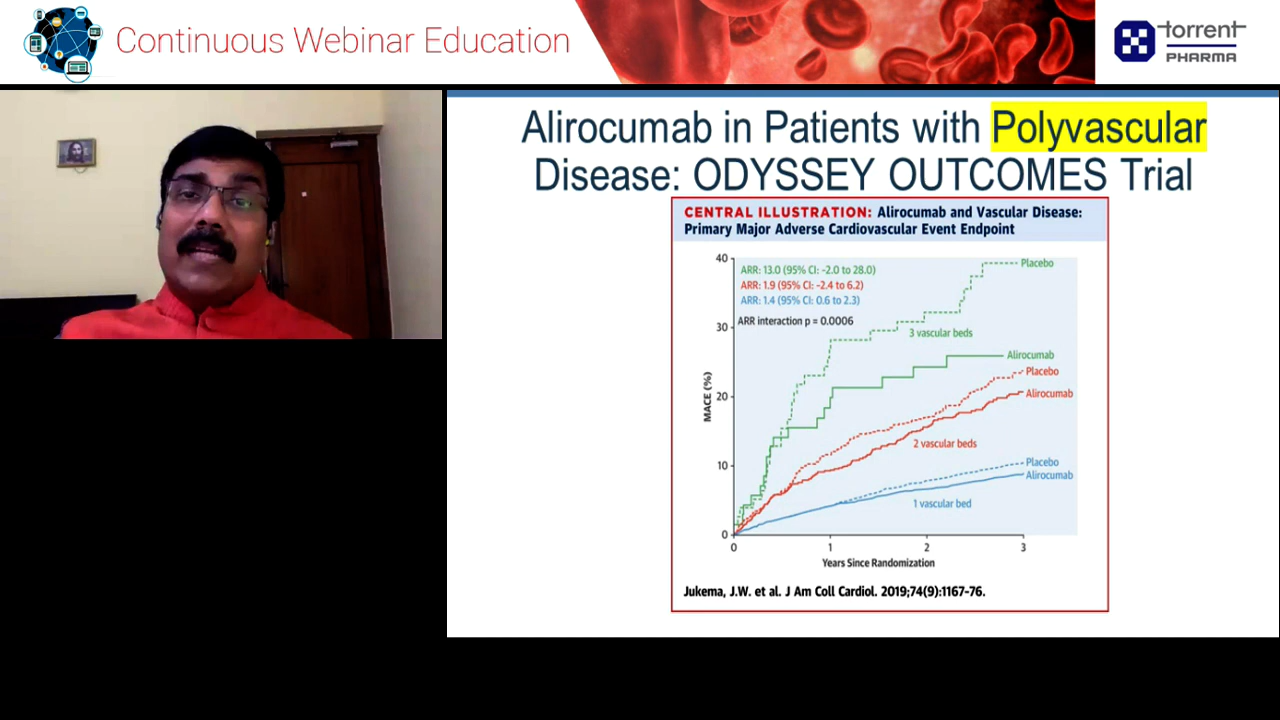 Continuous Webinar Education
torrent
PHARMA
Alirocumab in Patients with Polyvascular
Disease: ODYSSEY OUTCOMES Trial
CENTRAL ILLUSTRATION: Alirocumab and Vascular Disease:
Primary Major Adverse Cardiovascular Event Endpoint
ARR: 13.0 (95% CI: -2.0 to 28.0)
ARR: 1.9 (95% CI: -2.4 to 6.2)
ARR: 1.4 (95% CI: 0.6 to 2.3)
ARR interaction p = 0.0006
MACE (%)
40
30
20
10
0
Placebo
3 vascular beds
Alirocumab
Placebo
Alirocumab
2 vascular beds
Placebo
Alirocumab
1 vascular bed
0
1
2
3
Years Since Randomization
Jukema, J.W. et al. J Am Coll Cardiol. 2019;74(9):1167-76.